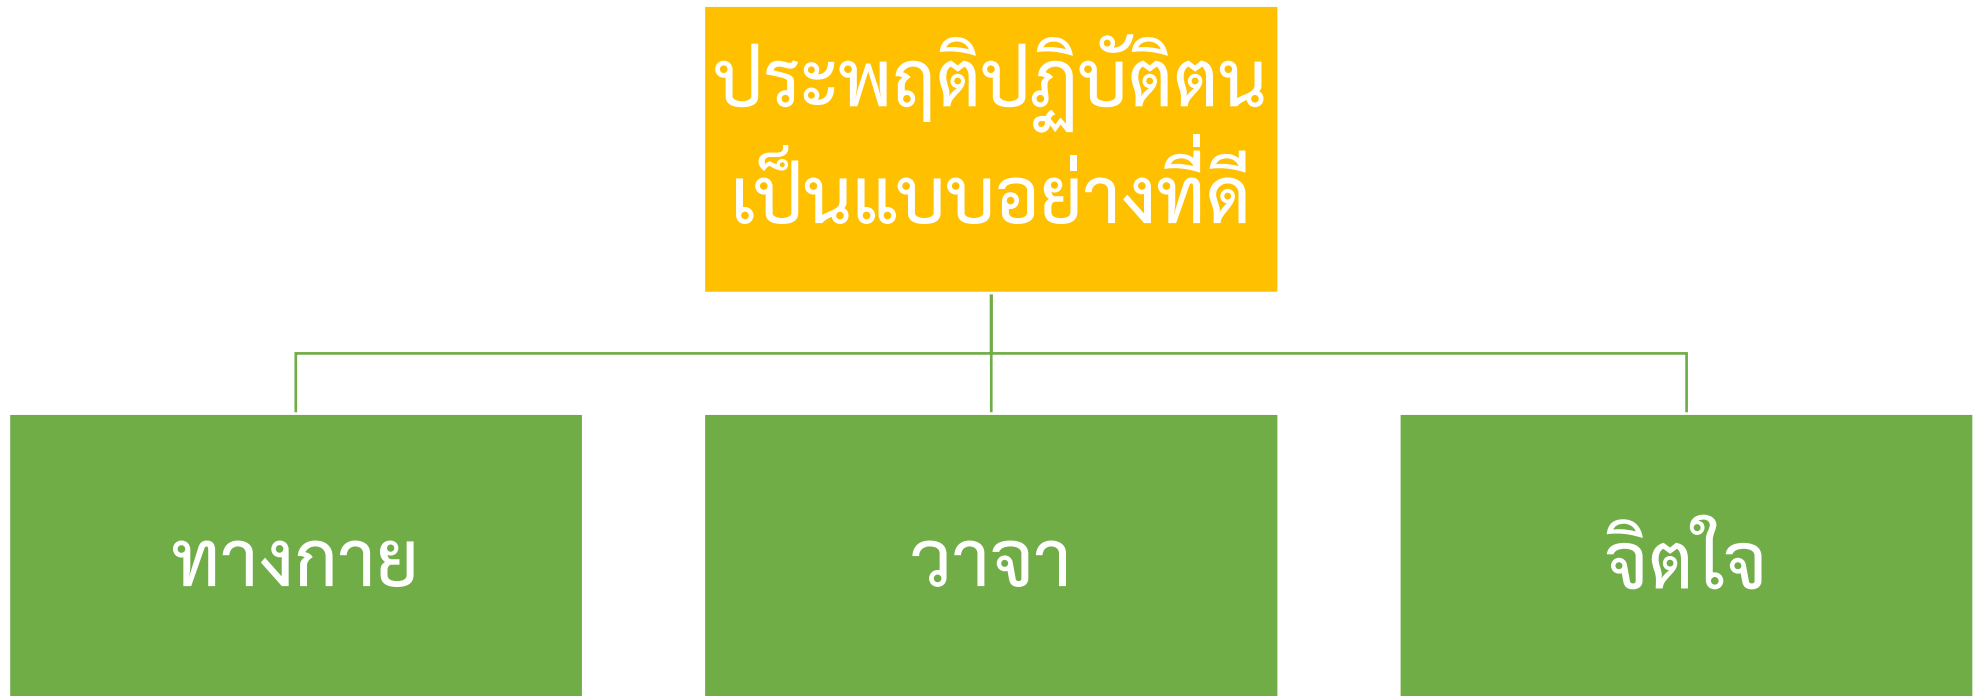 ประพฤติปฏิบัติตน
เป็นแบบอย่างที่ดี
ทางกาย
วาจา
จิตใจ